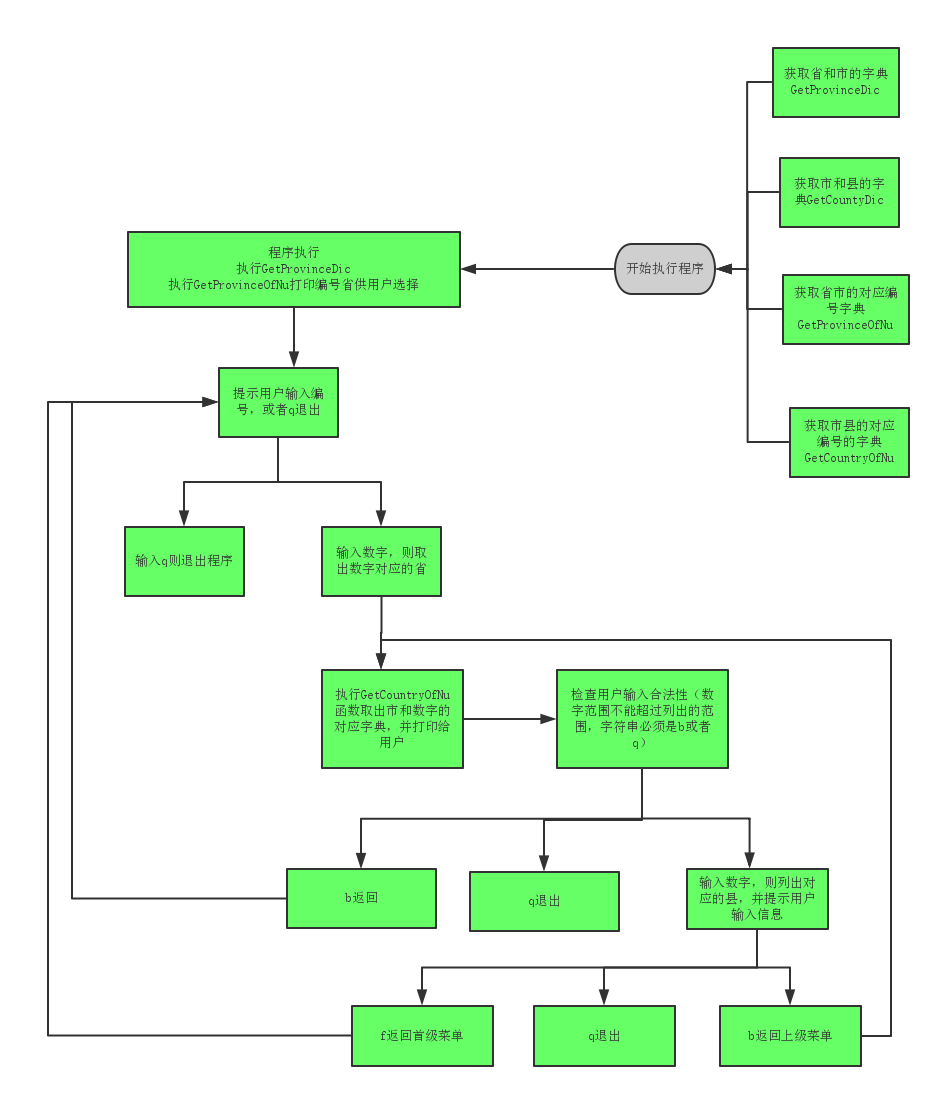 获取省和市的字典
GetProvinceDic
获取市和县的字
典GetCountyDic
程序执行
执行GetProvinceDic
执行GetProvinceOfNu打印编号省供用户选择
开始执行程序
获取省市的对应编
号字典
GetProvinceOfNu
提示用户输入编
号，或者q退出
获取市县的对应
编号的字典
GetCountryOfNu
输入q则退出程序
输入数字，则取
出数字对应的省
执行GetCountryOfNu
函数取出市和数字的
对应字典，并打印给
用户
检查用户输入合法性（数
字范围不能超过列出的范
围，字符串必须是b或者
q）
b返回
q退出
输入数字，则列出对
应的县，并提示用户
输入信息
f返回首级菜单
q退出
b返回上级菜单